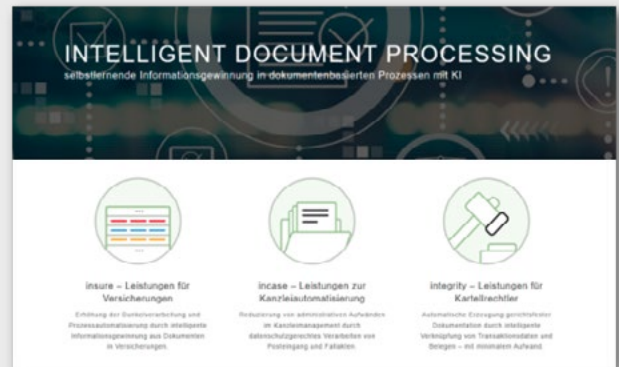 INTELLIGENT DOCUMENT PROCESSING
selbstlernende Informationsgewinnung in dokumentenbasierten Prozessen mit KI
insure – Leistungen für
Versicherungen
Erhöhung der Dunkelverarbeitung und
Prozessautomatisierung durch intelligente
Informationsgewinnung aus Dokumenten
in Versicherungen.
incase – Leistungen zur
Kanzleiautomatisierung
Reduzierung von administrativen Aufwänden
im Kanzleimanagement durch
datenschutzgerechtes Verarbeiten von
Posteingang und Fallakten.
integrity – Leistungen für
Kartellrechtler
Automatische Erzeugung gerichtsfester
Dokumentation durch intelligente
Verknüpfung von Transaktionsdaten und
Belegen – mit minimalem Aufwand.